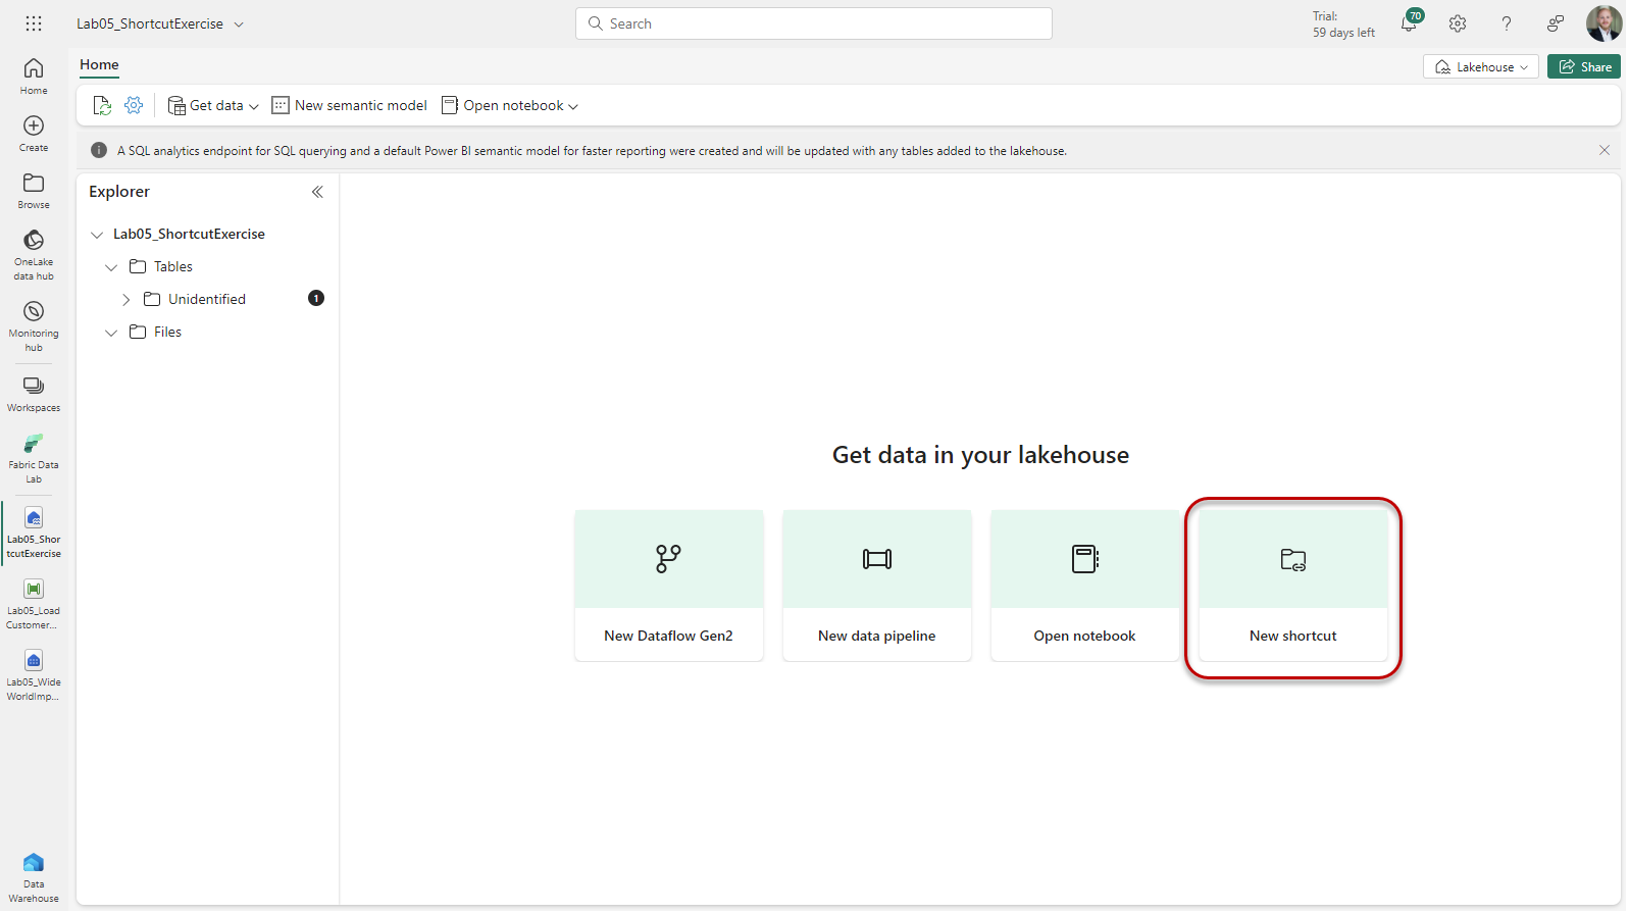 Lab05_ShortcutExercise
Search
Trial:
59 days left
70
Home
Lakehouse
Share
Get data
New semantic model
Open notebook
A SQL analytics endpoint for SQL querying and a default Power BI semantic model for faster reporting were created and will be updated with any tables added to the lakehouse.
Home
Create
Browse
OneLake
data hub
Monitoring
hub
Workspaces
Fabric Data
Lab
Lab05_Shor
tcutExercise
Lab05_Load
Customer...
Lab05_Wide
WorldImp...
Data
Warehouse
Explorer
Lab05_ShortcutExercise
Tables
Unidentified
1
Files
Get data in your lakehouse
New Dataflow Gen2
New data pipeline
Open notebook
New shortcut